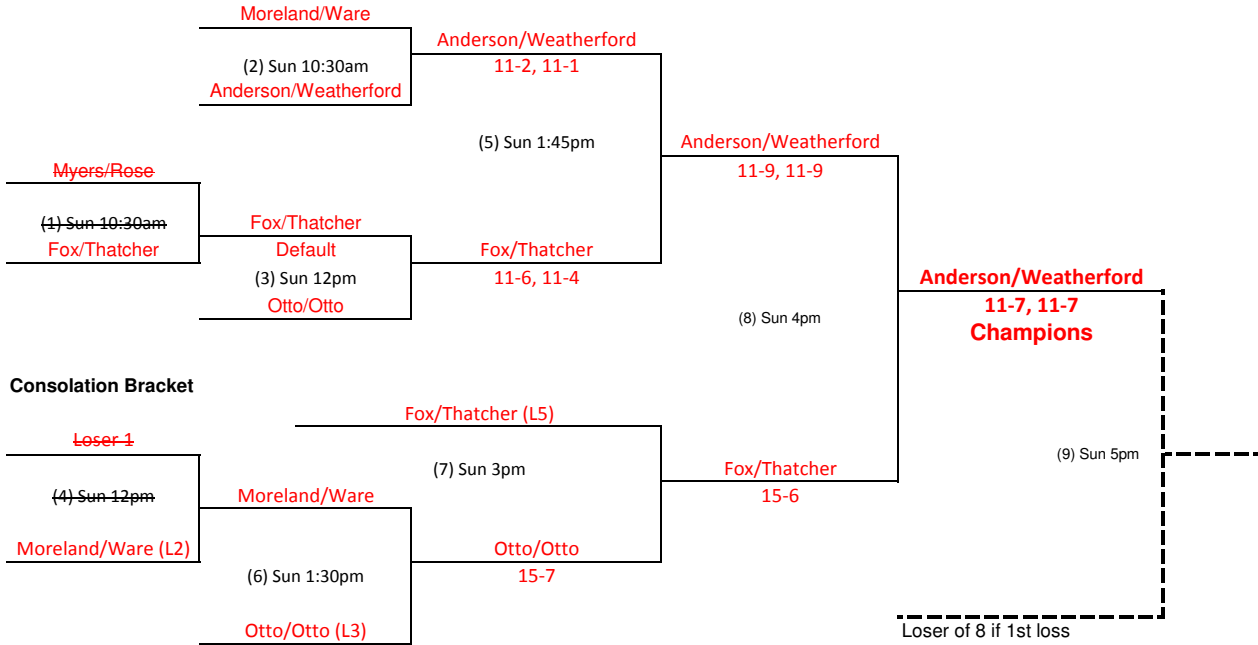 Moreland/Ware
(2) Sun 10:30am
Anderson/Weatherford
Anderson/Weatherford
11-2, 11-1
(5) Sun 1:45pm
Anderson/Weatherford
11-9, 11-9
Myers/Rose
(1) Sun 10:30am
Fox/Thatcher
Fox/Thatcher
Default
(3) Sun 12pm
Otto/Otto
Fox/Thatcher
11-6, 11-4
(8) Sun 4pm
Anderson/Weatherford
11-7, 11-7
Champions
Consolation Bracket
Loser 1
(4) Sun 12pm
Moreland/Ware (L2)
Moreland/Ware
(6) Sun 1:30pm
Otto/Otto (L3)
Fox/Thatcher (L5)
(7) Sun 3pm
Otto/Otto
15-7
Fox/Thatcher
15-6
(9) Sun 5pm
Loser of 8 if 1st loss